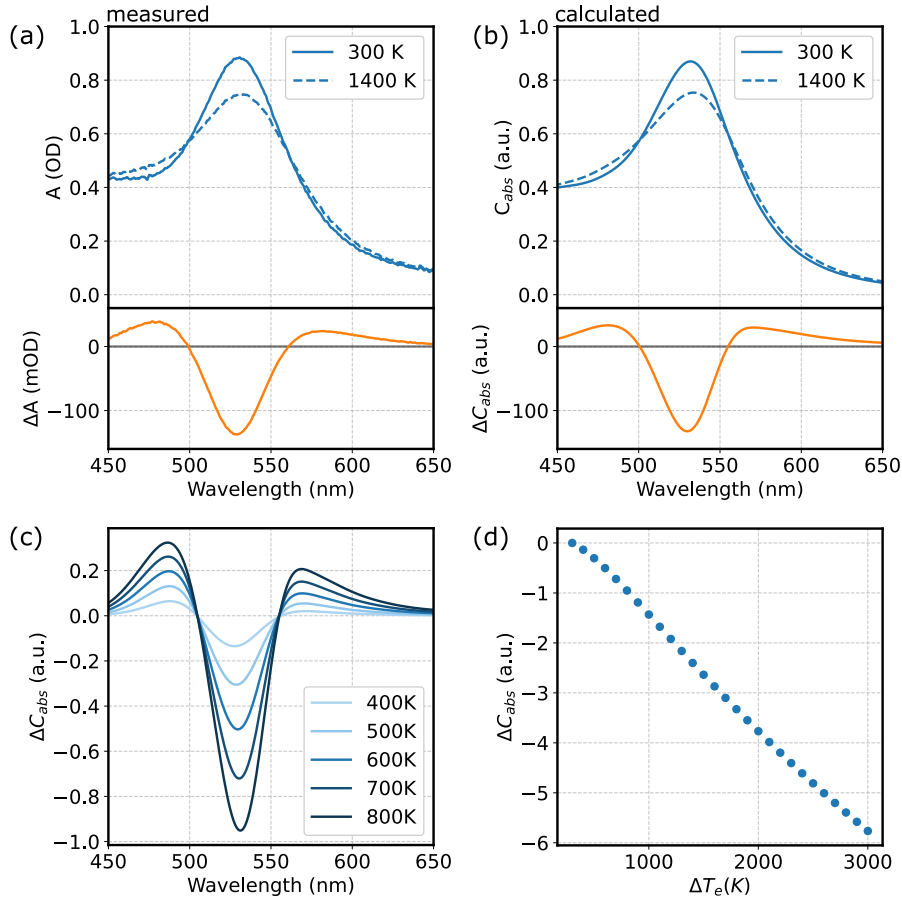 measured
(a)
300 K
1400 K
A (OD)
1.0
0.8
0.6
0.4
0.2
0.0
ΔA (mOD)
0
−100
450 500 550 600 650
Wavelength (nm)
calculated
(b)
300 K
1400 K
C_abs (a.u.)
1.0
0.8
0.6
0.4
0.2
0.0
ΔC_abs (a.u.)
0
−100
450 500 550 600 650
Wavelength (nm)
(c)
ΔC_abs (a.u.)
0.2
0.0
−0.2
−0.4
−0.6
−0.8
−1.0
400K
500K
600K
700K
800K
450 500 550 600 650
Wavelength (nm)
(d)
ΔC_abs (a.u.)
0
−1
−2
−3
−4
−5
−6
1000 2000 3000
ΔT_e(K)